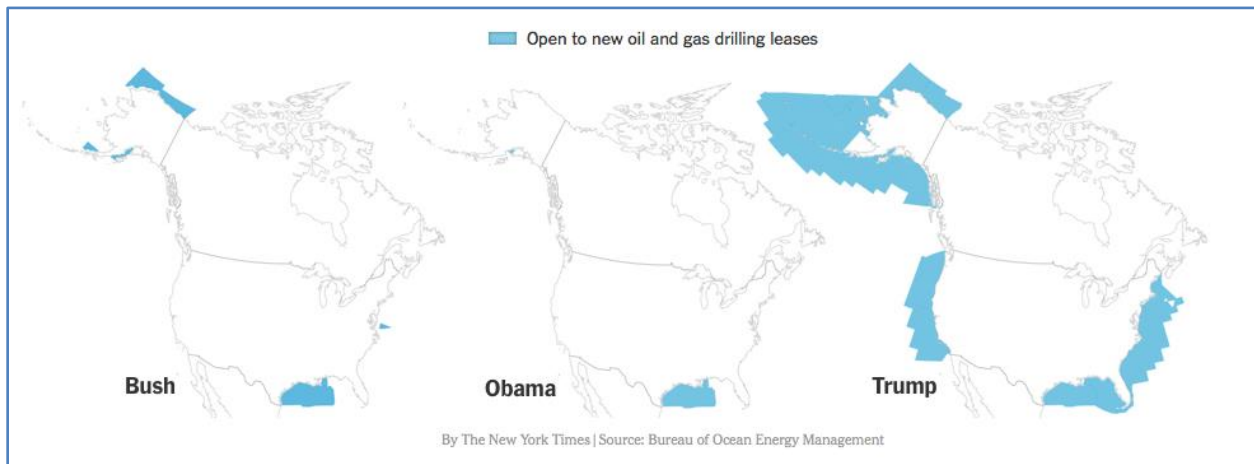 Open to new oil and gas drilling leases
Bush
Obama
Trump
By The New York Times | Source: Bureau of Ocean Energy Management